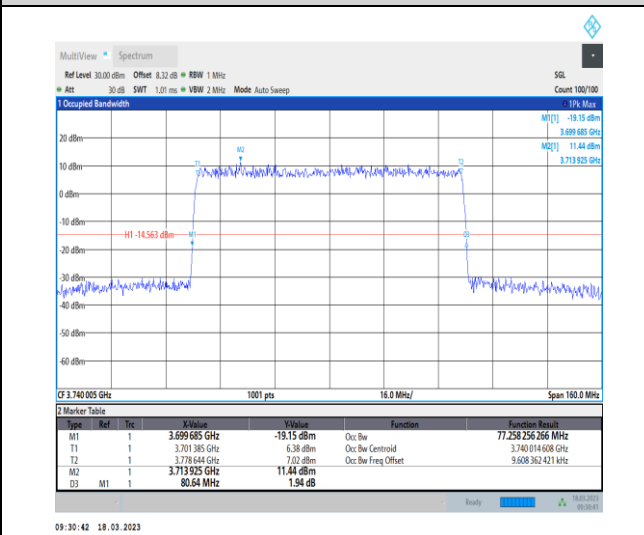 MultiView Spectrum
Ref Level 30.00 dBm Offset 8.32 dB RBW 1 MHz SGL
Att 30 dB SWT 1.01 ms VBW 2 MHz Mode Auto Sweep Count 100/100
1 Occupied Bandwidth 1Pk Max
M1[1] -19.15 dBm
3.699 685 GHz
20 dBm
M2[1] 11.44 dBm
M2
3.713 925 GHz
T1 T2
10 dBm
0 dBm
-10 dBm
H1 -14.563 dBm M1 D3
-20 dBm
-30 dBm
-40 dBm
-50 dBm
-60 dBm
CF 3.740 005 GHz 1001 pts 16.0 MHz/ Span 160.0 MHz
2 Marker Table
Type Ref Trc X-Value Y-Value Function Function Result
M1 1 3.699 685 GHz -19.15 dBm Occ Bw 77.258 256 266 MHz
T1 1 3.701 385 GHz 6.38 dBm Occ Bw Centroid 3.740 014 608 GHz
T2 1 3.778 644 GHz 7.02 dBm Occ Bw Freq Offset 9.608 362 421 kHz
M2 1 3.713 925 GHz 11.44 dBm
D3 M1 1 80.64 MHz 1.94 dB
Ready 18.03.2023
09:30:41
09:30:42 18.03.2023